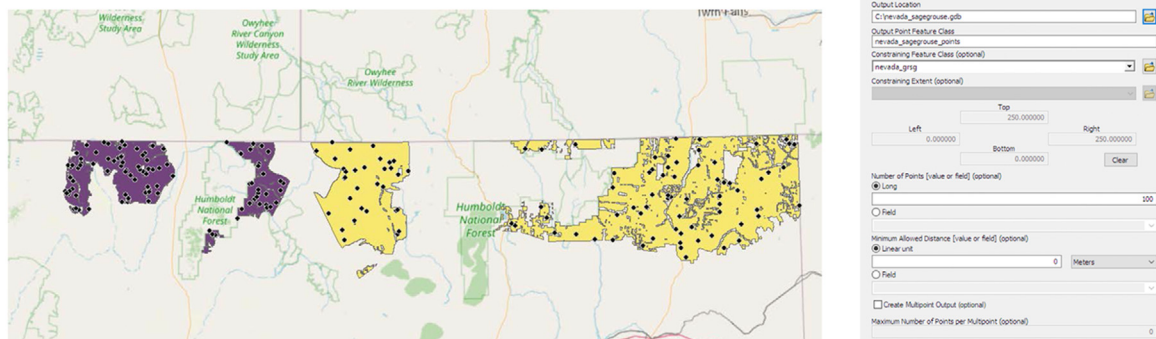 Wilderness
Study Area
Owyhee
River Canyon
Wilderness
Study Area
Owyhee
River Wilderness
Twin Falls
Humboldt
National
Forest
Humboldt
National
Forest
Output Location
C:\nevada_sagegrouse.gdb
Output Point Feature Class
nevada_sagegrouse_points
Constraining Feature Class (optional)
nevada_grsg
Constraining Extent (optional)
Top
250.000000
Left
Right
0.000000
250.000000
Bottom
0.000000
Clear
Number of Points [value or field] (optional)
Long
100
Field
Minimum Allowed Distance [value or field] (optional)
Linear unit
0
Meters
Field
Create Multipoint Output (optional)
Maximum Number of Points per Multipoint (optional)
0